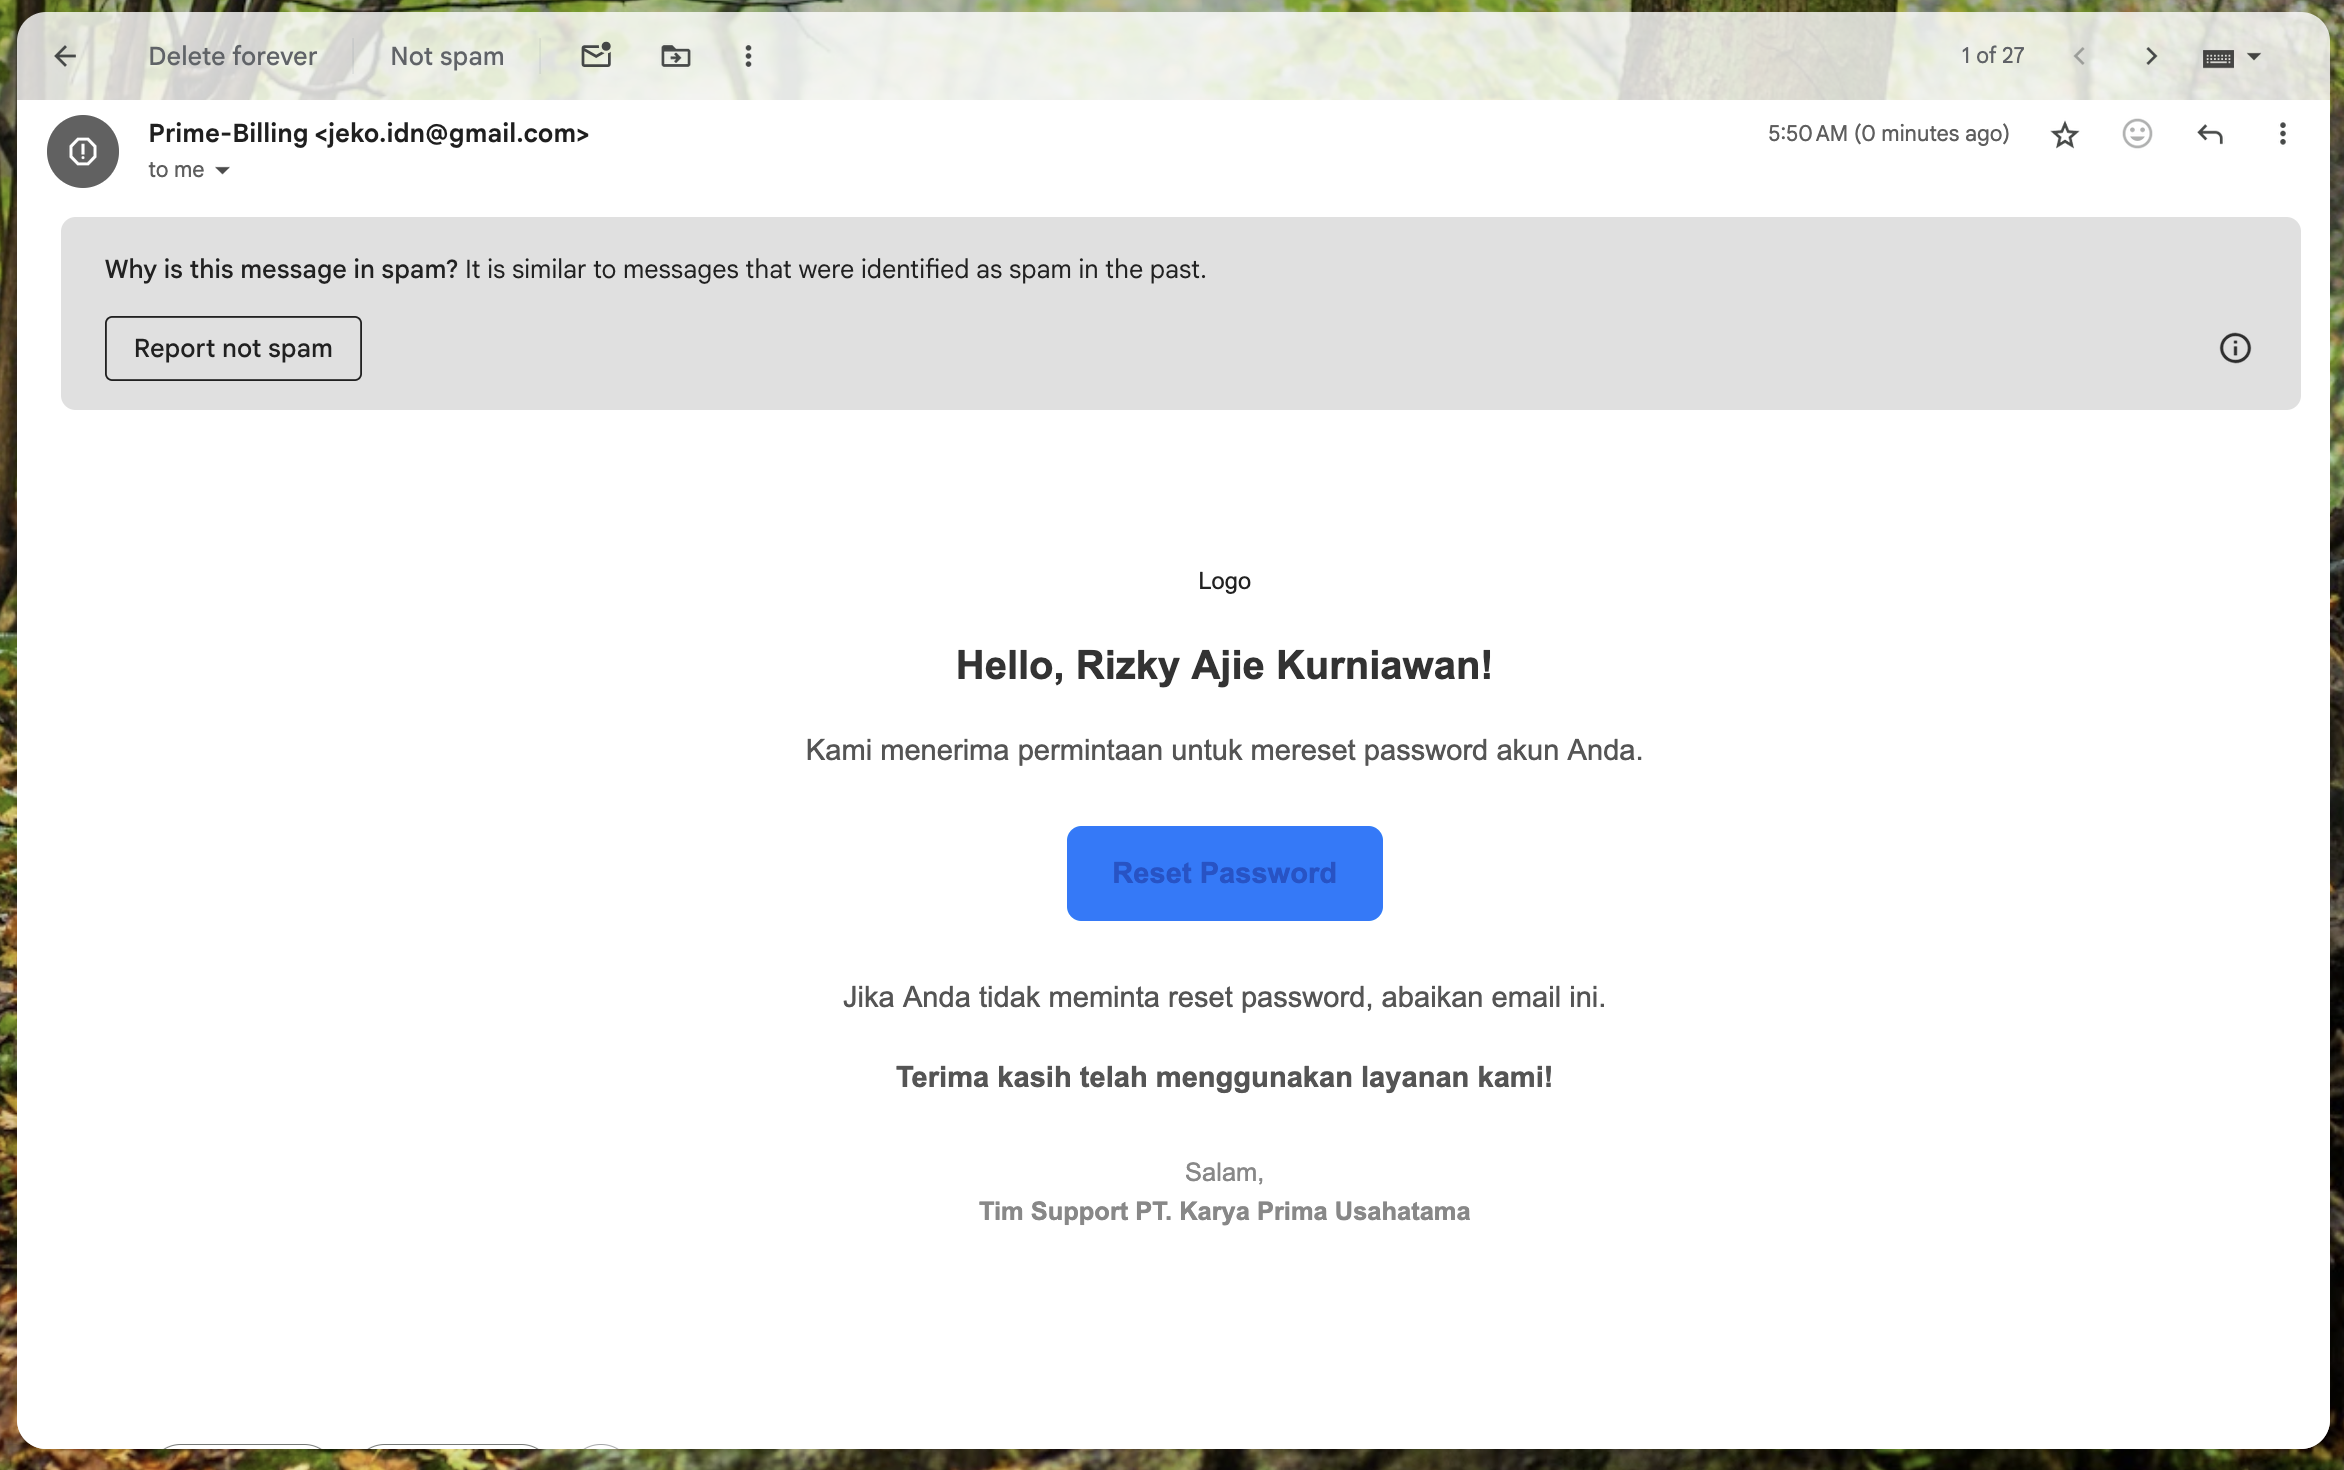 Delete forever
Not spam
1 of 27
Prime-Billing <jeko.idn@gmail.com>
5:50 AM (0 minutes ago)
to me
Why is this message in spam? It is similar to messages that were identified as spam in the past.
Report not spam
Logo
Hello, Rizky Ajie Kurniawan!
Kami menerima permintaan untuk mereset password akun Anda.
Reset Password
Jika Anda tidak meminta reset password, abaikan email ini.
Terima kasih telah menggunakan layanan kami!
Salam,
Tim Support PT. Karya Prima Usahatama